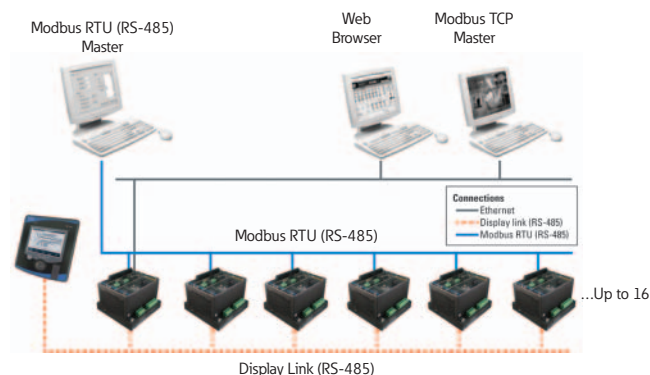 Modbus RTU (RS-485)
Master
Web
Browser
Modbus TCP
Master
Connections
Ethernet
Display link (RS-485)
Modbus RTU (RS-485)
Modbus RTU (RS-485)
...Up to 16
Display Link (RS-485)